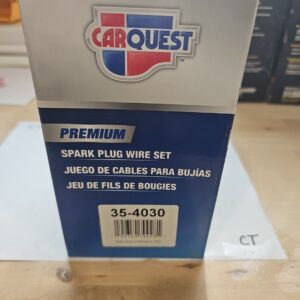 CARQUEST
PREMIUM
SPARK PLUG WIRE SET
JUEGO DE CABLES PARA BUJÍAS
JEU DE FILS DE BOUGIES
35-4030
CT